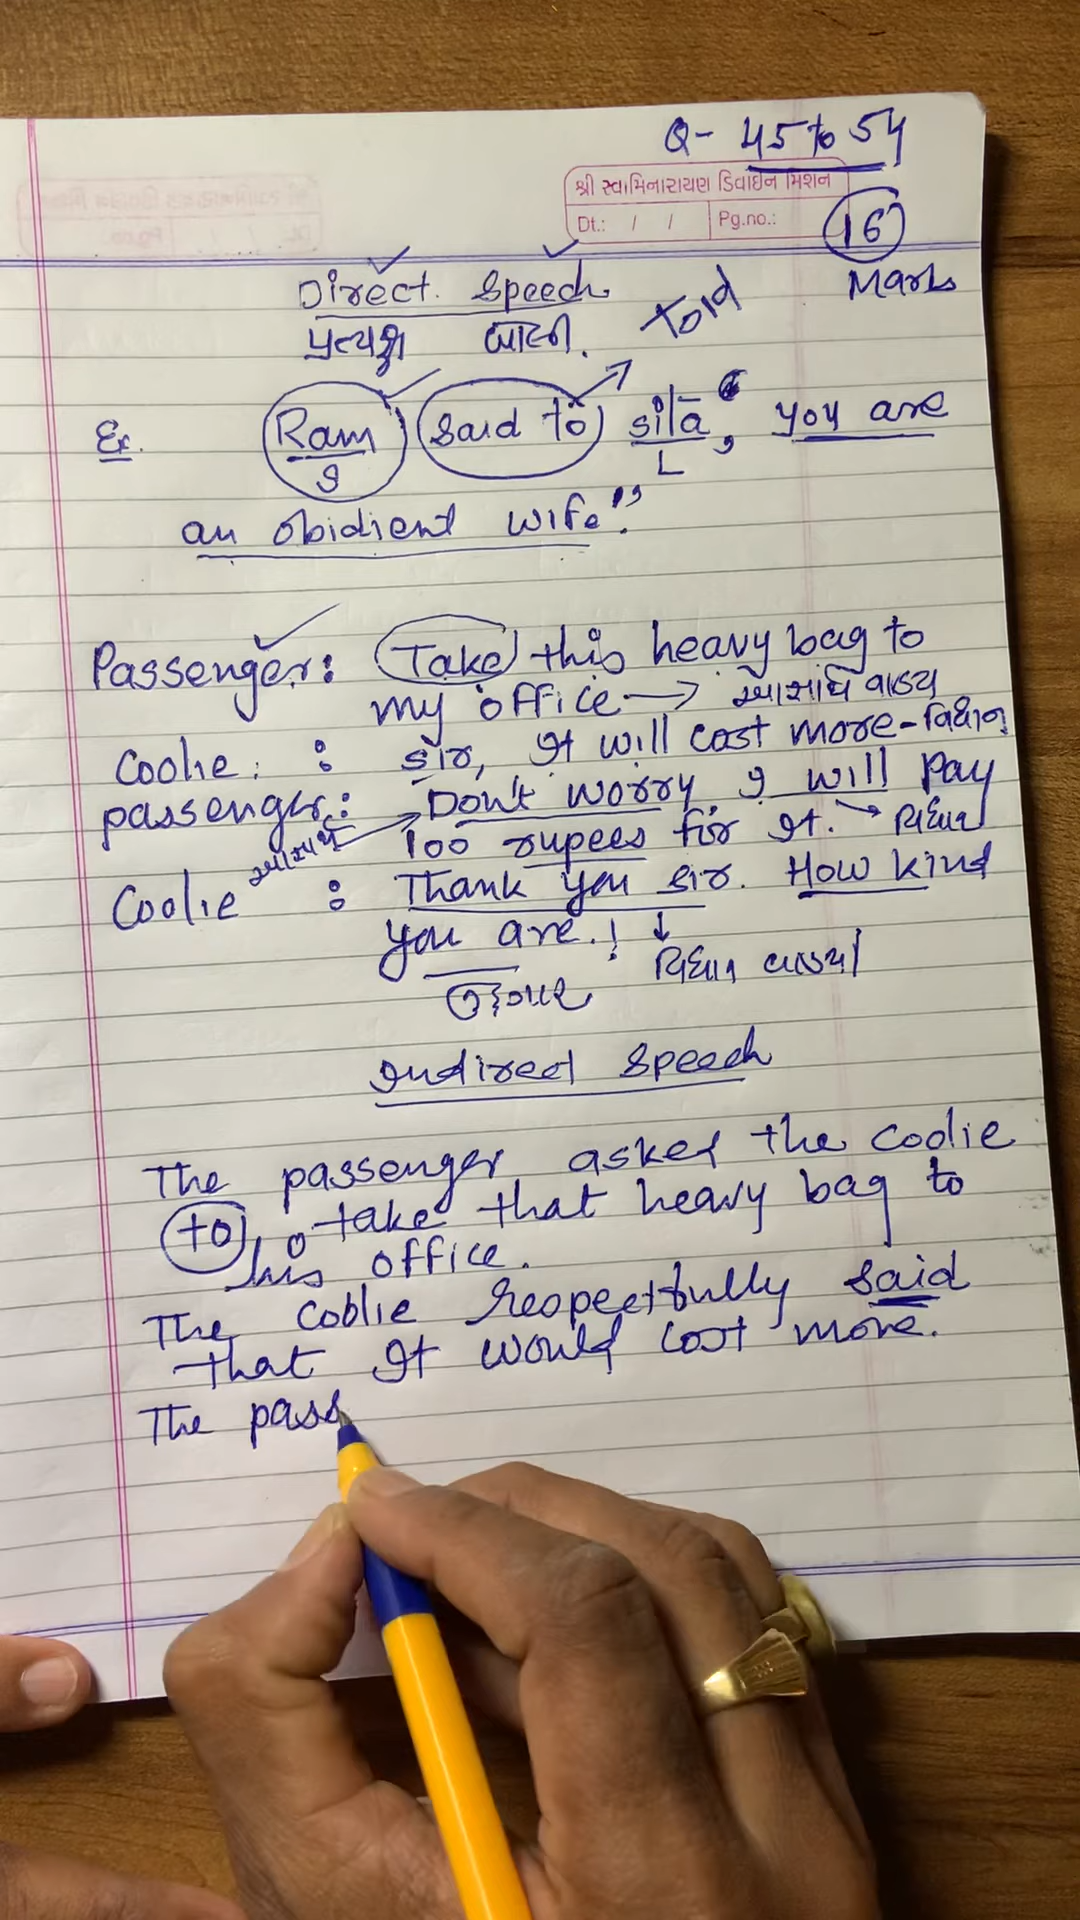 Q- 45 to 54
શ્રી સ્વામિનારાયણ ડિવાઈન મિશન
Dt.: / / Pg.no.:
16
Marks
Direct. Speech
told
Ex. Ram said to sita, "you are
an obidient wife."
Passenger: Take this heavy bag to
my office → વાક્ય
Coolie : sir, It will cost more - વિધાન
passenger: Don't worry, I will pay
100 rupees for It. → વિધાન
Coolie : Thank you sir. How kind
you are.! ↓
વિધાન વાક્ય
Indirect Speech
The passenger asked the coolie
to take that heavy bag to
his office.
The coolie respectfully said
that It would cost more.
The pass